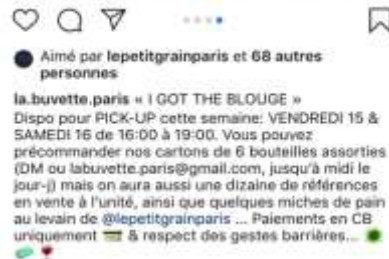 Aimé par lepetitgrainparis et 68 autres
personnes
la.buvette.paris « I GOT THE BLOUGE »
Dispo pour PICK-UP cette semaine: VENDREDI 15 &
SAMEDI 16 de 16:00 à 19:00. Vous pouvez
précommander nos cartons de 6 bouteilles assorties
(DM ou labuvette.paris@gmail.com, jusqu'à midi le
jour-j) mais on aura aussi une dizaine de références
en vente à l'unité, ainsi que quelques miches de pain
au levain de @lepetitgrainparis ... Paiements en CB
uniquement 💳 & respect des gestes barrières...